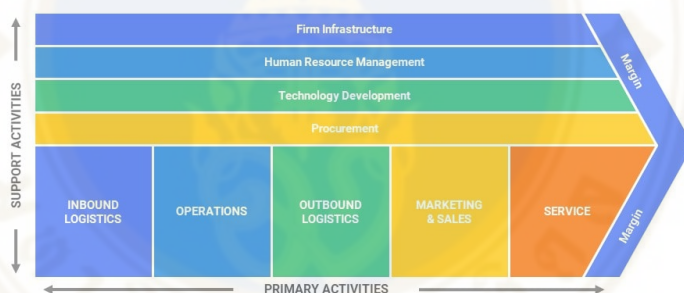 Firm Infrastructure
Human Resource Management
Technology Development
Procurement
Margin
SUPPORT ACTIVITIES
INBOUND
LOGISTICS
OPERATIONS
OUTBOUND
LOGISTICS
MARKETING
& SALES
SERVICE
Margin
PRIMARY ACTIVITIES